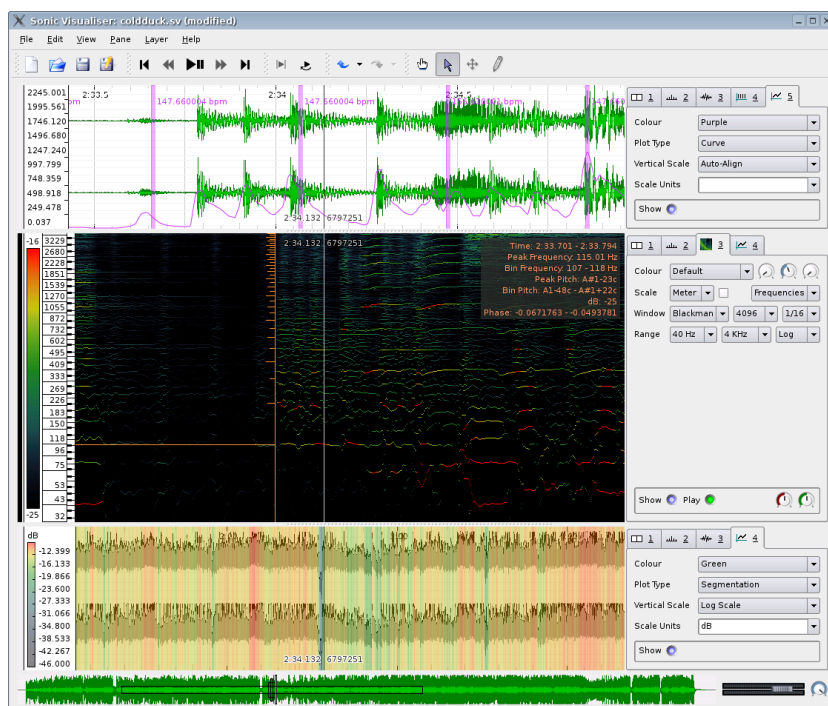 Sonic Visualiser: coldduck.sv (modified)
File Edit View Pane Layer Help
2245.001
1995.561
1746.120
1496.680
1247.240
997.799
748.359
498.918
249.478
0.037
2:33.5 2:34 2:34.5
pm 147.660004 bpm 147.660004 bpm
2:34.132 6797251
1 2 3 4 5
Colour Purple
Plot Type Curve
Vertical Scale Auto-Align
Scale Units
Show
-16
-25
3229
2680
2228
1851
1539
1270
1055
872
732
602
495
409
333
269
226
183
150
118
96
75
53
43
32
2:34.132 6797251
Time: 2:33.701 - 2:33.794
Peak Frequency: 115.01 Hz
Bin Frequency: 107 - 118 Hz
Peak Pitch: A#1-23c
Bin Pitch: A1-48c - A#1+22c
dB: -25
Phase: -0.0671763 - -0.0493781
1 2 3 4
Colour Default
Scale Meter Frequencies
Window Blackman 4096 1/16
Range 40 Hz 4 KHz Log
Show Play
dB
-12.399
-16.133
-19.866
-23.600
-27.333
-31.066
-34.800
-38.533
-42.267
-46.000
2:34.132 6797251
1 2 3 4
Colour Green
Plot Type Segmentation
Vertical Scale Log Scale
Scale Units dB
Show